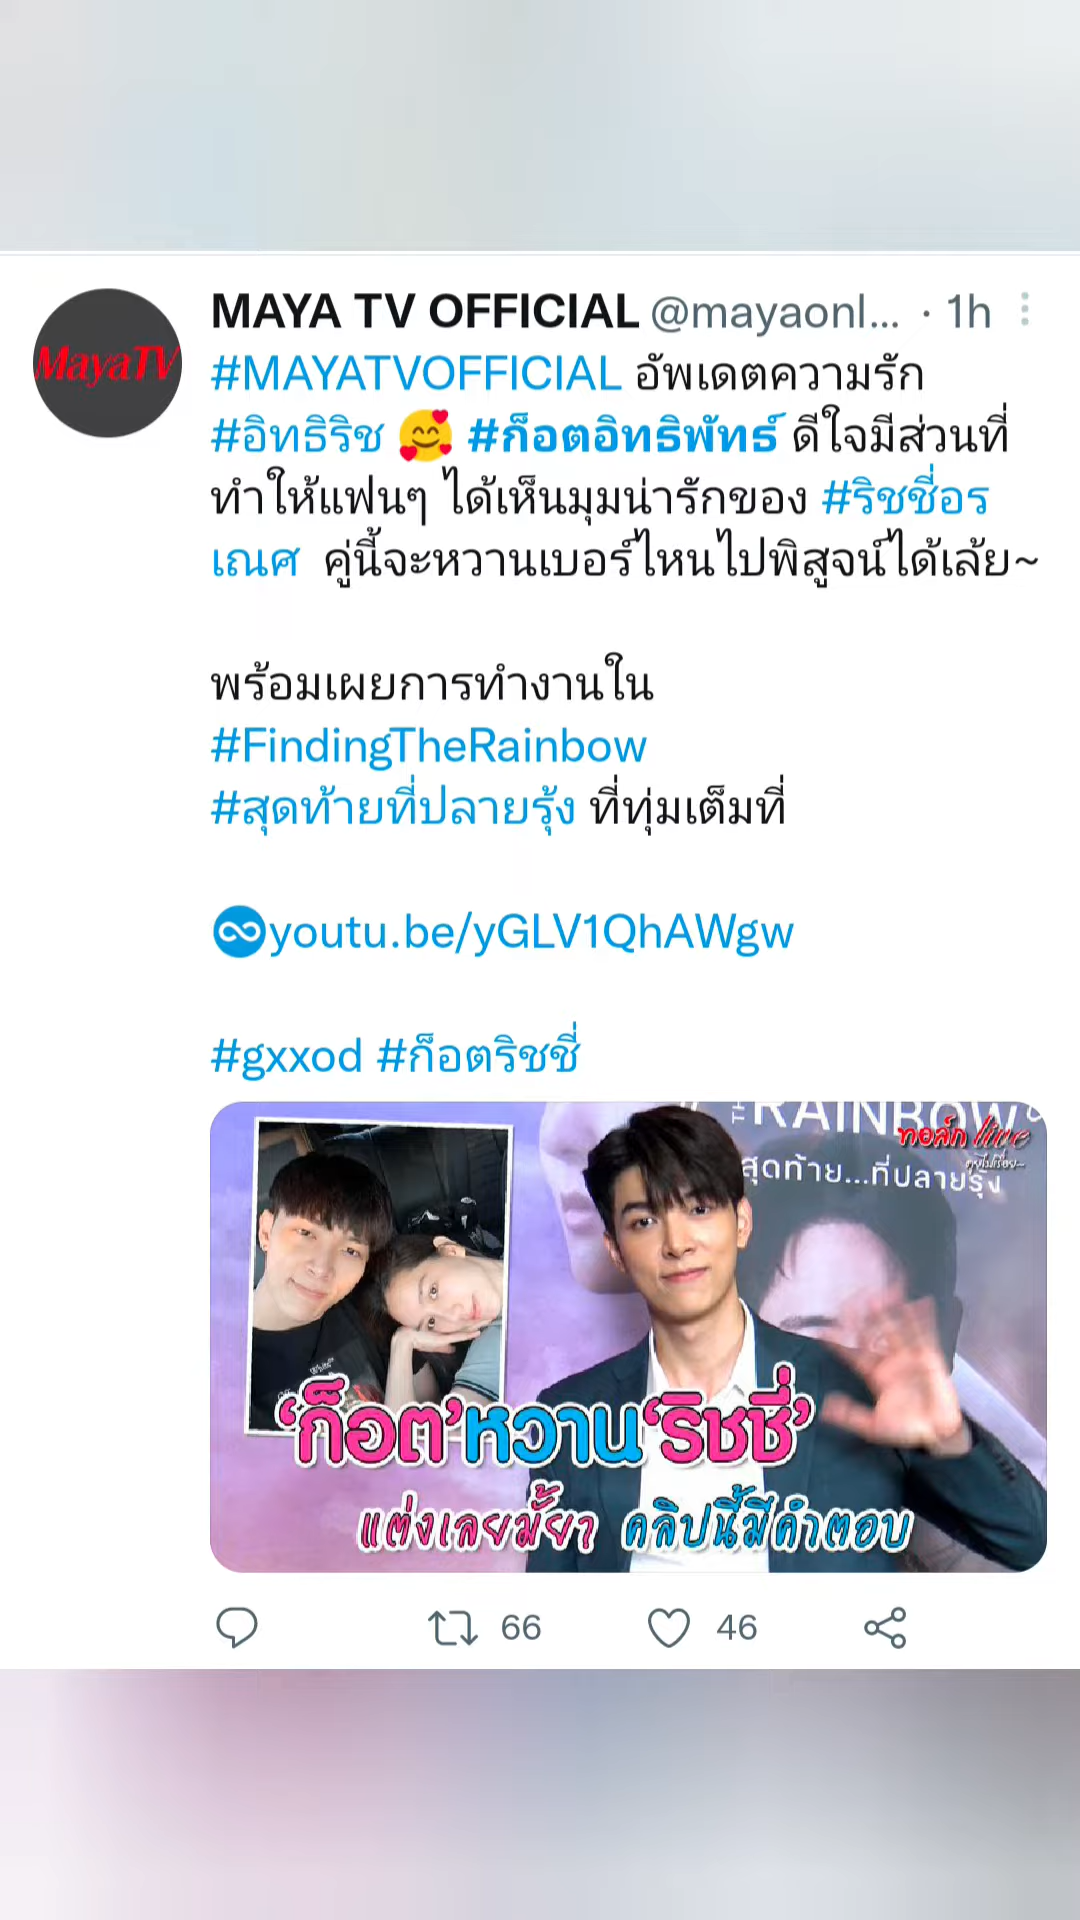 MayaTV
MAYA TV OFFICIAL @mayaonl... · 1h
#MAYATVOFFICIAL อัพเดตความรัก
#อิทธิริช 🥰 #ก็อตอิทธิพัทธ์ ดีใจมีส่วนที่
ทำให้แฟนๆ ได้เห็นมุมน่ารักของ #ริชชี่อร
เณศ คู่นี้จะหวานเบอร์ไหนไปพิสูจน์ได้เล้ย~
พร้อมเผยการทำงานใน
#FindingTheRainbow
#สุดท้ายที่ปลายรุ้ง ที่ทุ่มเต็มที่
♾youtu.be/yGLV1QhAWgw
#gxxod #ก็อตริชชี่
RAINBOW
ทอล์ก live
สุดท้าย...ที่ปลายรุ้ง
‘ก็อต’หวาน‘ริชชี่’
แต่งเลยมั้ยา คลิปนี้มีคำตอบ
66 46